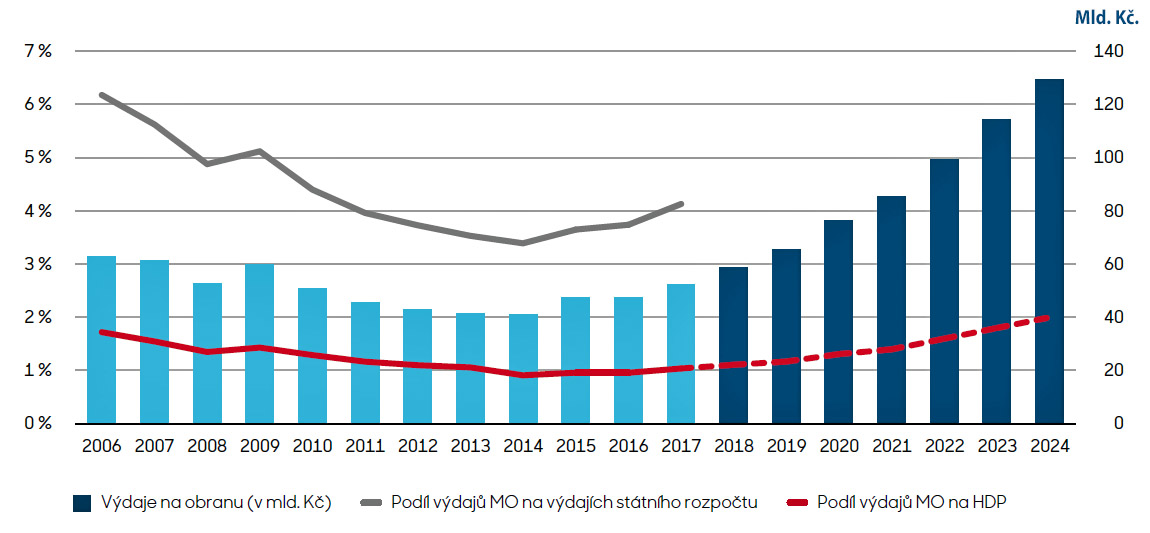 Mld. Kč.
7 % 140
6 % 120
5 % 100
4 % 80
3 % 60
2 % 40
1 % 20
0 % 0
2006 2007 2008 2009 2010 2011 2012 2013 2014 2015 2016 2017 2018 2019 2020 2021 2022 2023 2024
Výdaje na obranu (v mld. Kč) Podíl výdajů MO na výdajích státního rozpočtu Podíl výdajů MO na HDP